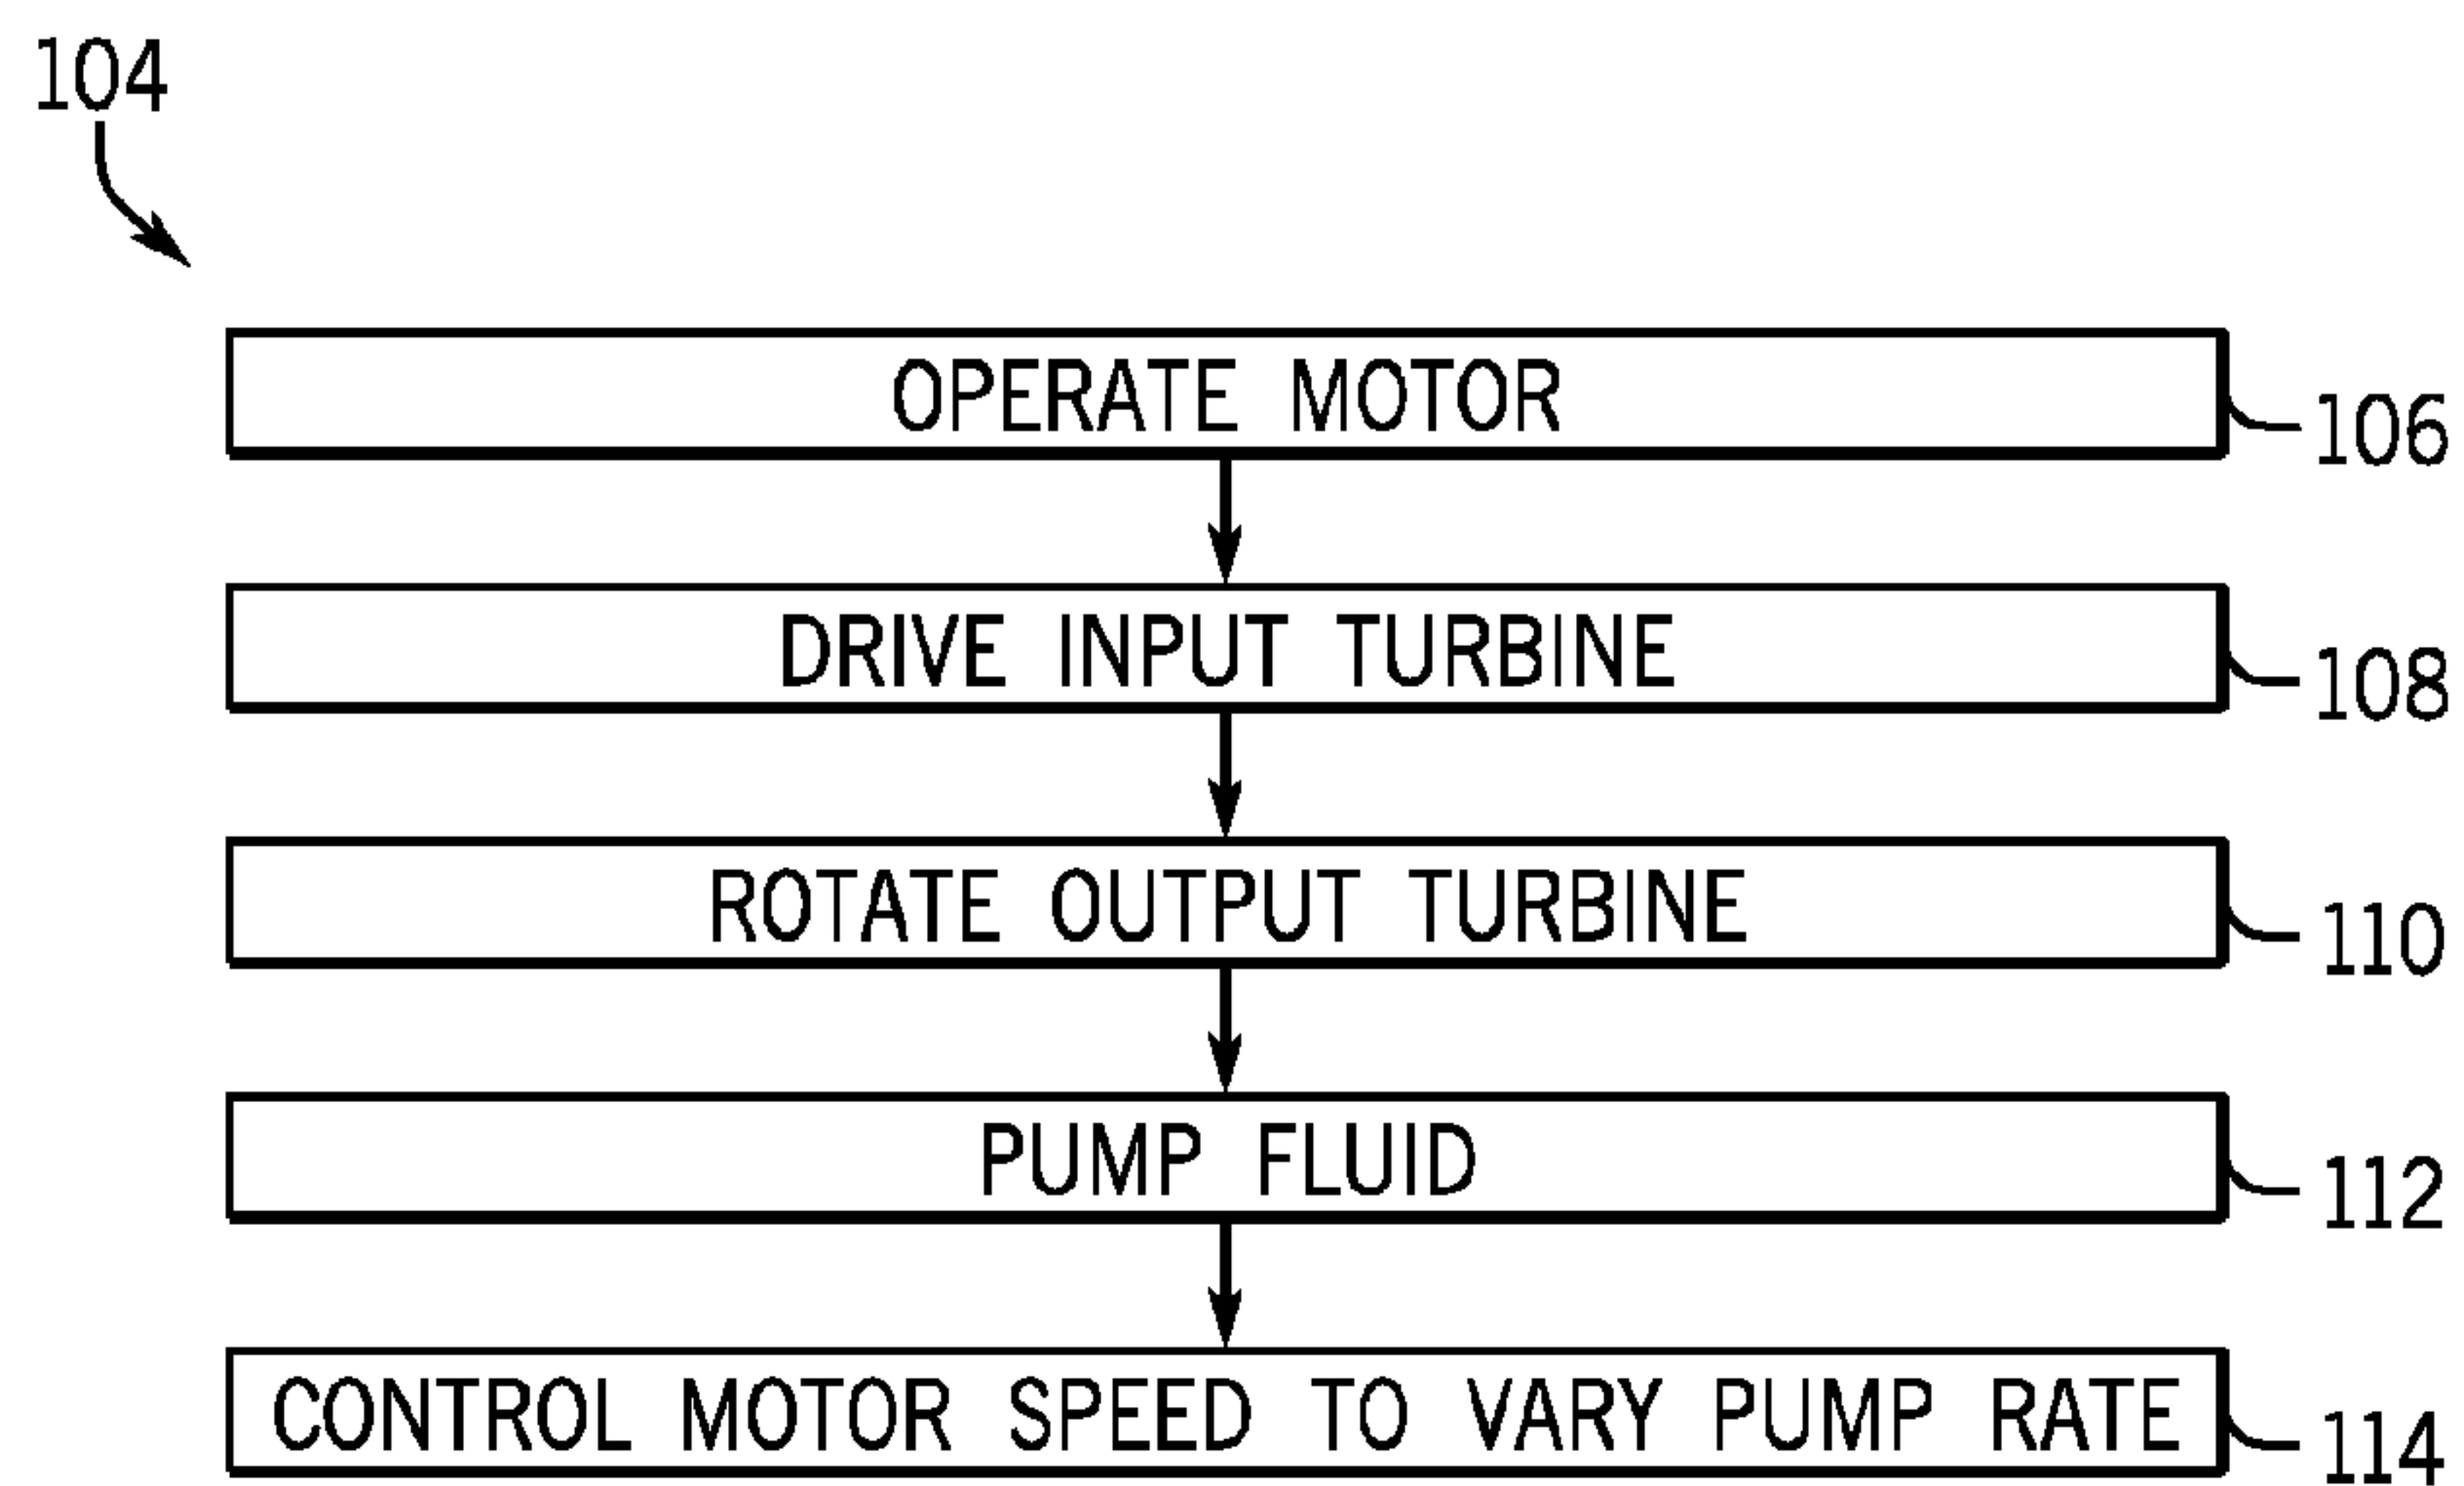 104
OPERATE MOTOR
106
DRIVE INPUT TURBINE
108
ROTATE OUTPUT TURBINE
110
PUMP FLUID
112
CONTROL MOTOR SPEED TO VARY PUMP RATE
114